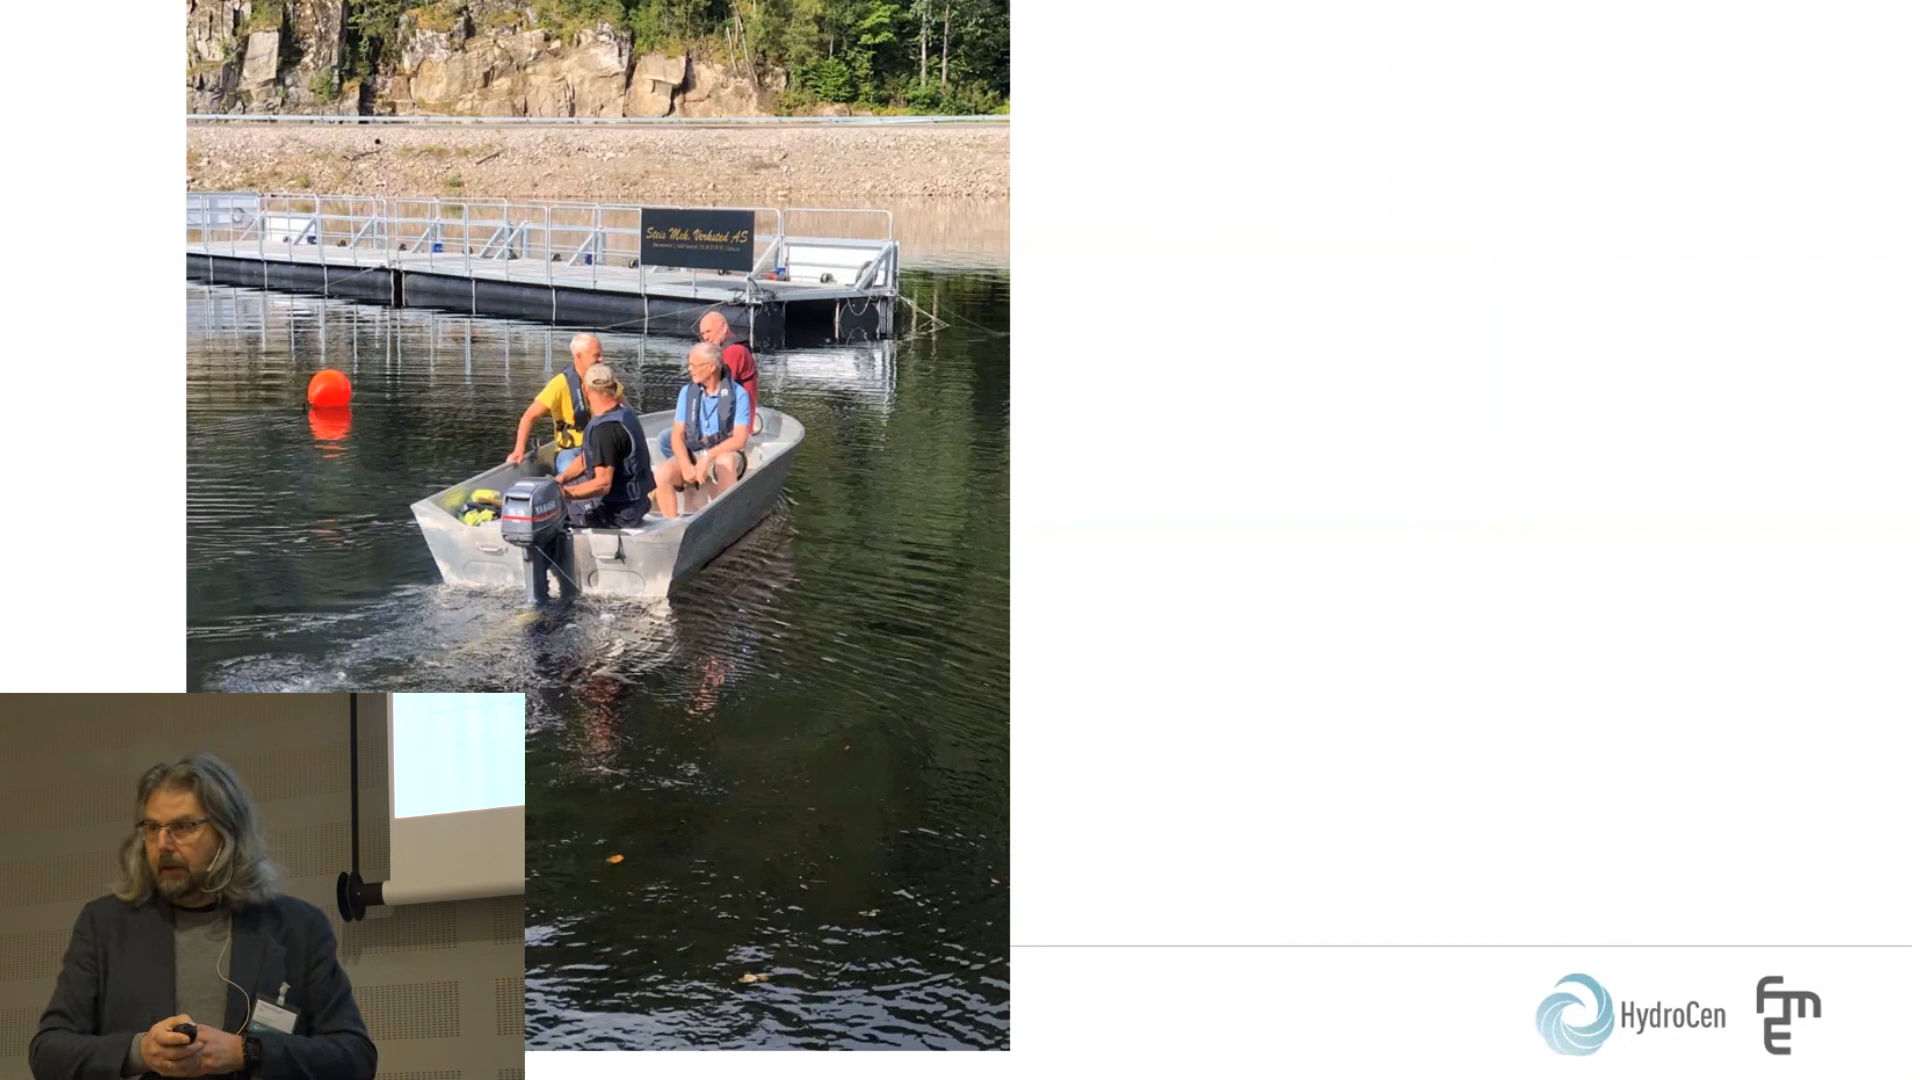 Steis Mek. Verksted AS
YAMAHA
HydroCen
FME